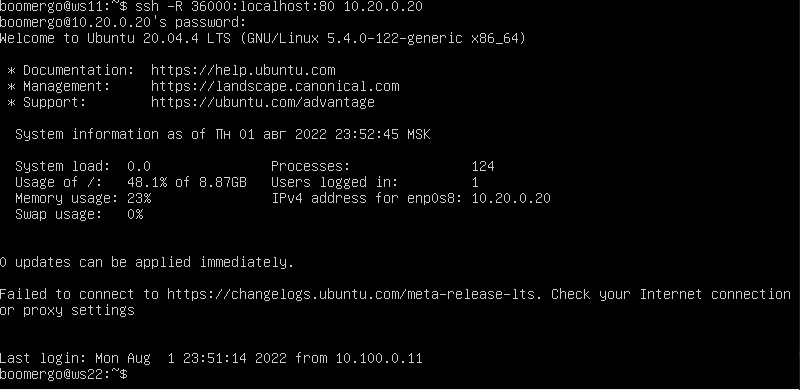 boomergo@ws11:~$ ssh -R 36000:localhost:80 10.20.0.20
boomergo@10.20.0.20's password:
Welcome to Ubuntu 20.04.4 LTS (GNU/Linux 5.4.0-122-generic x86_64)
* Documentation:  https://help.ubuntu.com
* Management:     https://landscape.canonical.com
* Support:        https://ubuntu.com/advantage
System information as of Пн 01 авг 2022 23:52:45 MSK
System load:  0.0               Processes:               124
Usage of /:   48.1% of 8.87GB   Users logged in:         1
Memory usage: 23%               IPv4 address for enp0s8: 10.20.0.20
Swap usage:   0%
0 updates can be applied immediately.
Failed to connect to https://changelogs.ubuntu.com/meta-release-lts. Check your Internet connection
or proxy settings
Last login: Mon Aug  1 23:51:14 2022 from 10.100.0.11
boomergo@ws22:~$